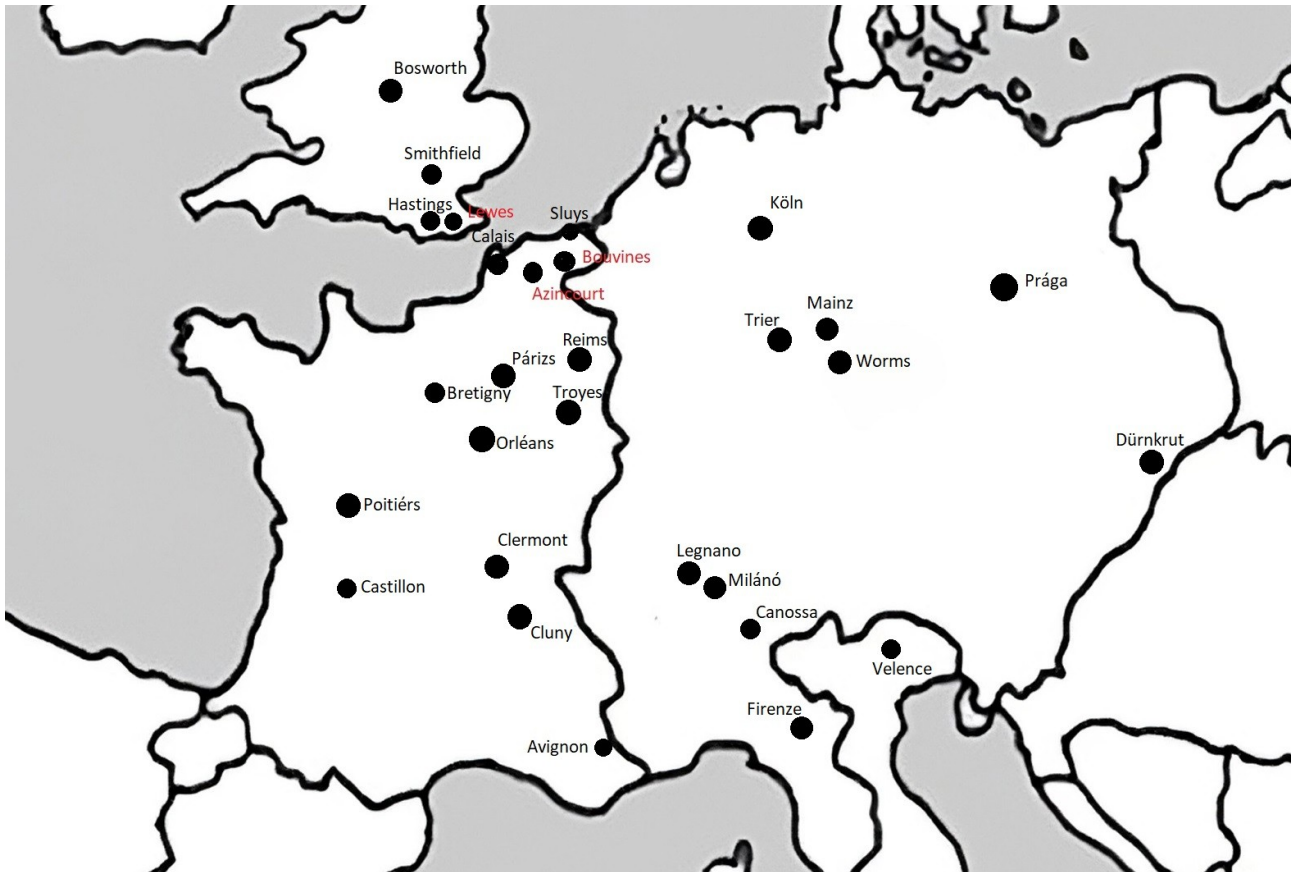 Bosworth
Smithfield
Hastings
Lewes
Sluys
Calais
Bouvines
Azincourt
Köln
Prága
Mainz
Trier
Worms
Reims
Párizs
Bretigny
Troyes
Orléans
Dürnkrut
Poitiérs
Clermont
Legnano
Milánó
Castillon
Canossa
Cluny
Velence
Firenze
Avignon